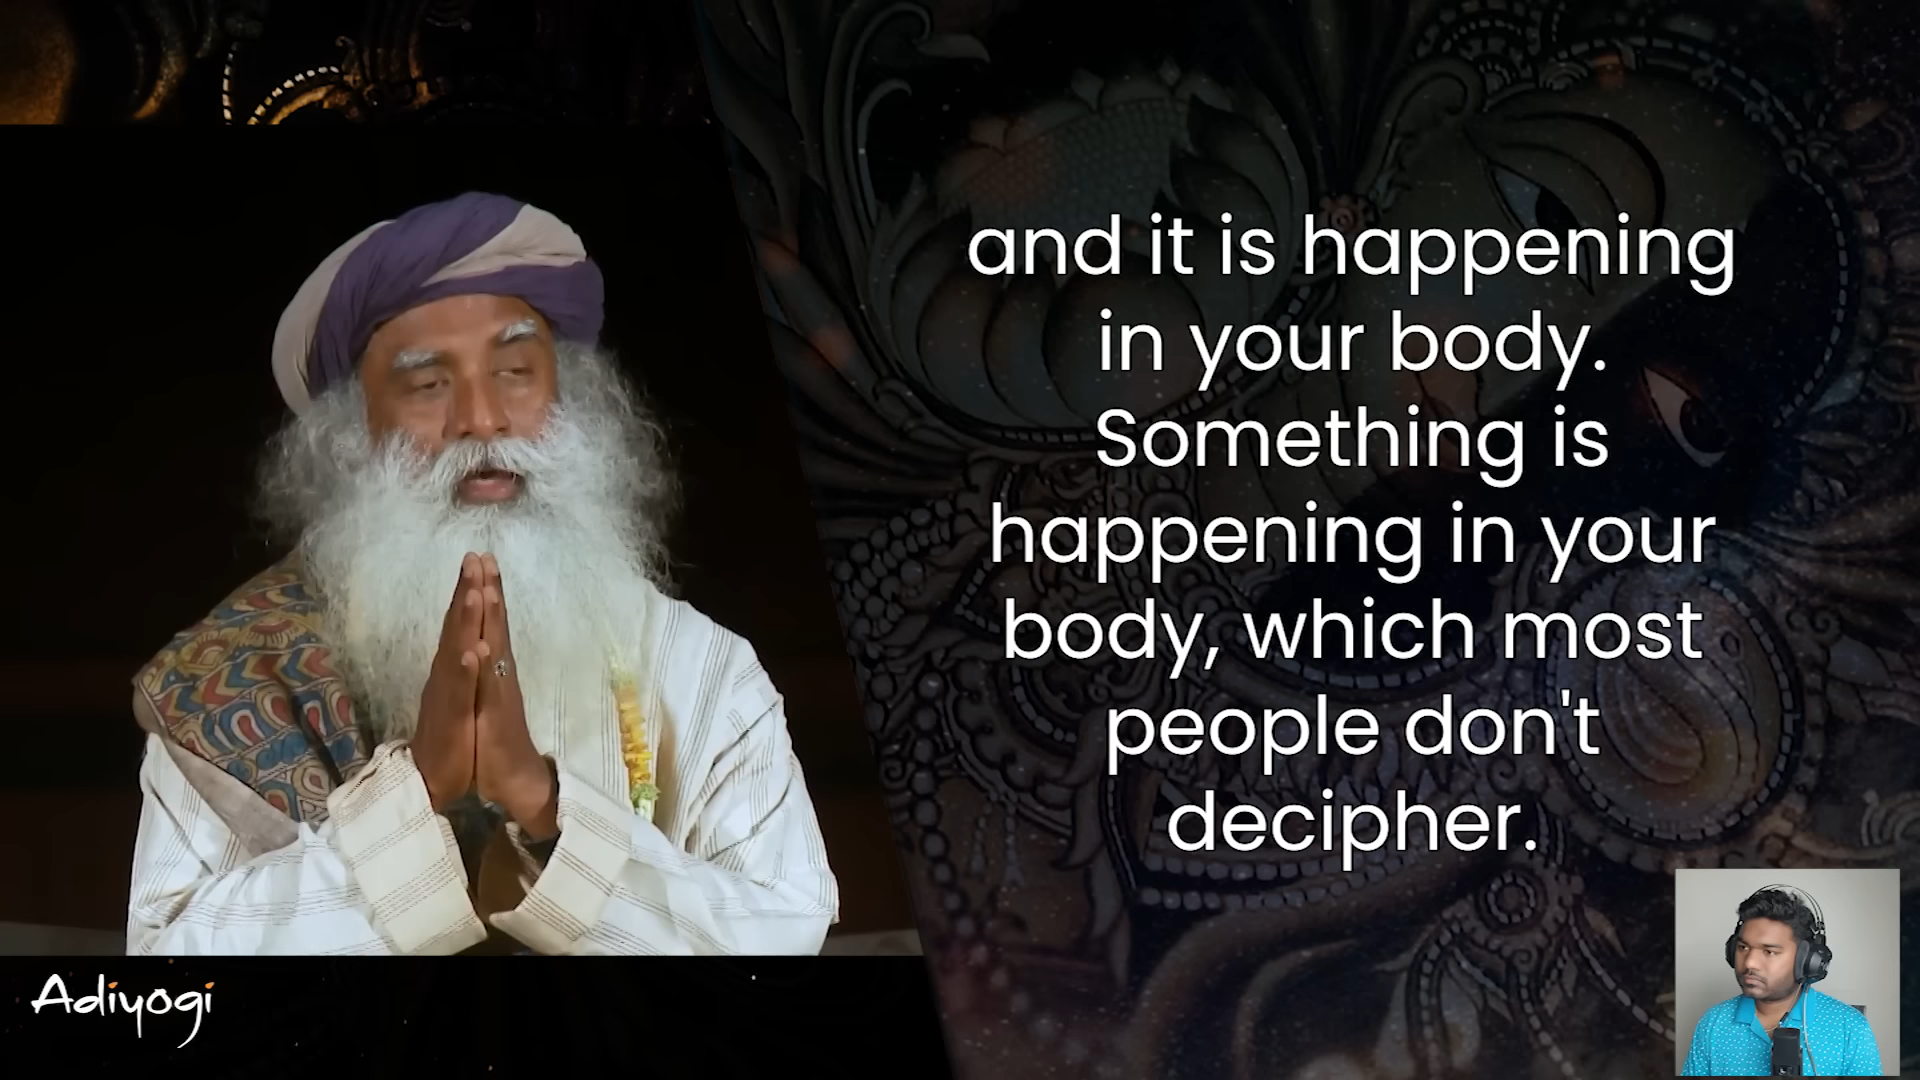 and it is happening
in your body.
Something is
happening in your
body, which most
people don't
decipher.
Adiyogi